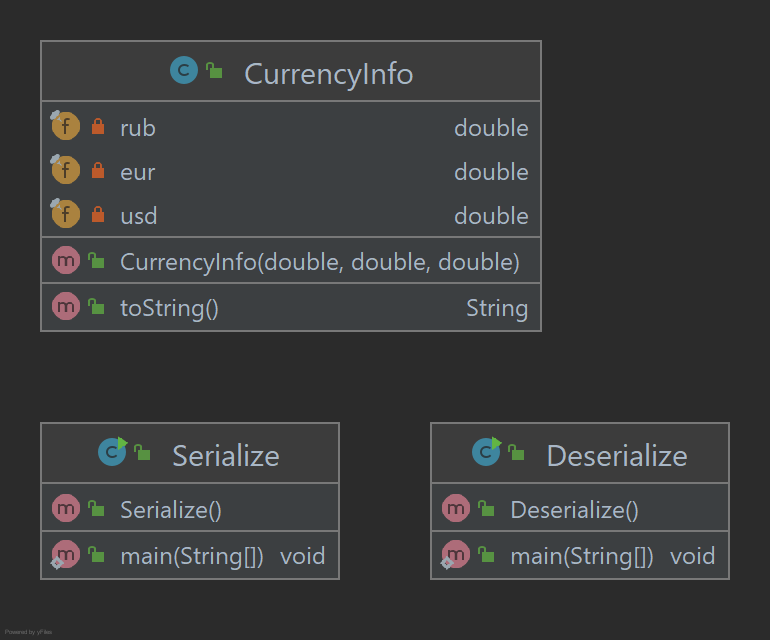 CurrencyInfo
rub double
eur double
usd double
CurrencyInfo(double, double, double)
toString() String
Serialize
Serialize()
main(String[]) void
Deserialize
Deserialize()
main(String[]) void
Powered by yFiles